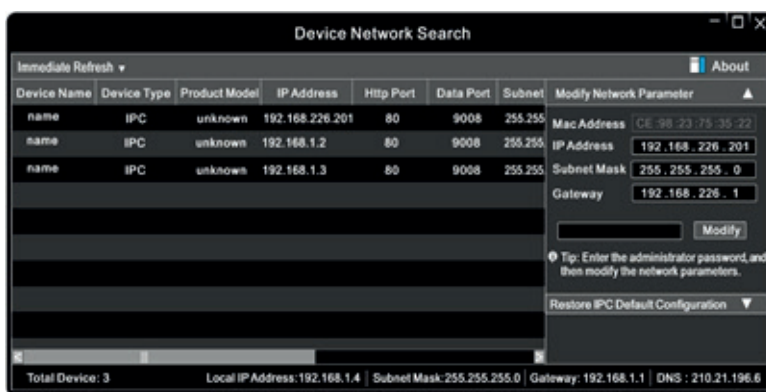 Device Network Search
Immediate Refresh
About
Device Name Device Type Product Model IP Address Http Port Data Port Subnet
name IPC unknown 192.168.226.201 80 9008 255.255
name IPC unknown 192.168.1.2 80 9008 255.255
name IPC unknown 192.168.1.3 80 9008 255.255
Modify Network Parameter
Mac Address CE :98 :23 :75 :35 :22
IP Address 192 .168 . 226 . 201
Subnet Mask 255 . 255 . 255 . 0
Gateway 192 .168 . 226 . 1
Modify
Tip: Enter the administrator password, and
then modify the network parameters.
Restore IPC Default Configuration
Total Device: 3 Local IP Address:192.168.1.4 Subnet Mask:255.255.255.0 Gateway: 192.168.1.1 DNS : 210.21.196.6